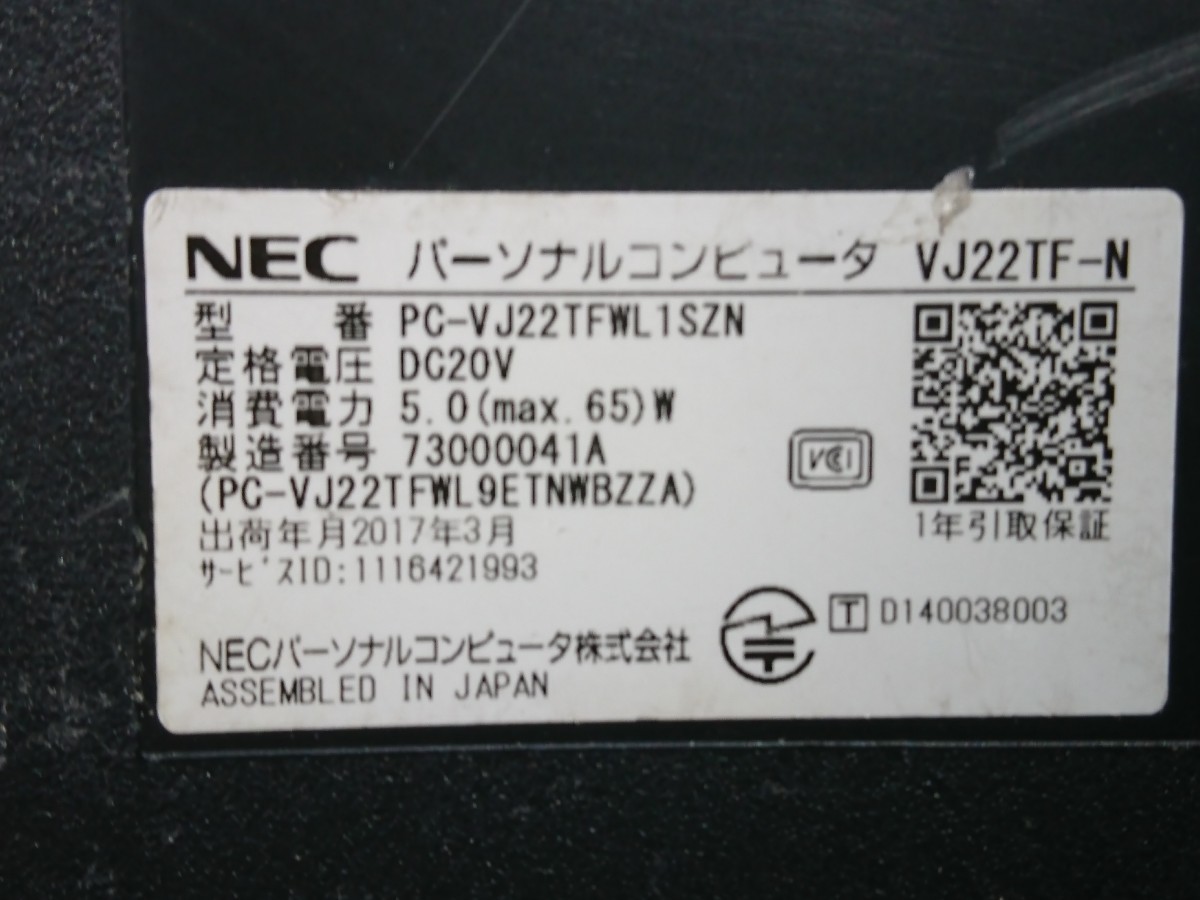 NEC パーソナルコンピュータ VJ22TF-N
型 番 PC-VJ22TFWL1SZN
定格電圧 DC20V
消費電力 5.0(max.65)W
製造番号 73000041A
(PC-VJ22TFWL9ETNWBZZA)
出荷年月2017年3月
サービスID:1116421993
VCI
1年引取保証
T D140038003
NECパーソナルコンピュータ株式会社
ASSEMBLED IN JAPAN